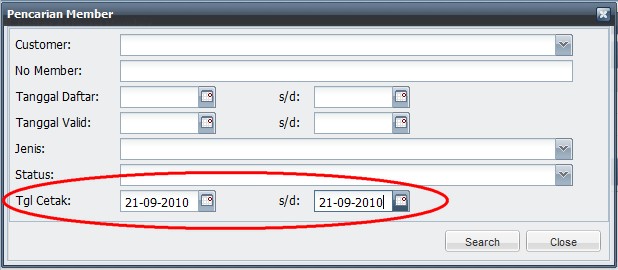 Pencarian Member
Customer:
No Member:
Tanggal Daftar: s/d:
Tanggal Valid: s/d:
Jenis:
Status:
Tgl Cetak: 21-09-2010 s/d: 21-09-2010
Search Close